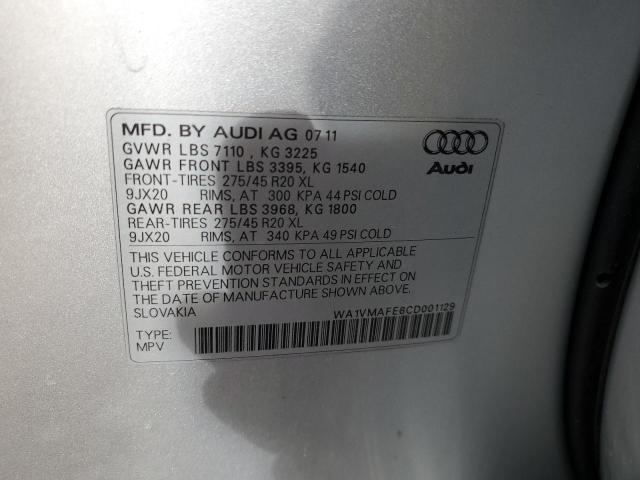 MFD. BY AUDI AG 07 11
GVWR LBS 7110 , KG 3225
GAWR FRONT LBS 3395, KG 1540
FRONT-TIRES 275/45 R20 XL
9JX20 RIMS, AT 300 KPA 44 PSI COLD
GAWR REAR LBS 3968, KG 1800
REAR-TIRES 275/45 R20 XL
9JX20 RIMS, AT 340 KPA 49 PSI COLD
Audi
THIS VEHICLE CONFORMS TO ALL APPLICABLE
U.S. FEDERAL MOTOR VEHICLE SAFETY AND
THEFT PREVENTION STANDARDS IN EFFECT ON
THE DATE OF MANUFACTURE SHOWN ABOVE.
SLOVAKIA
WA1VMAFE6CD001129
TYPE:
MPV